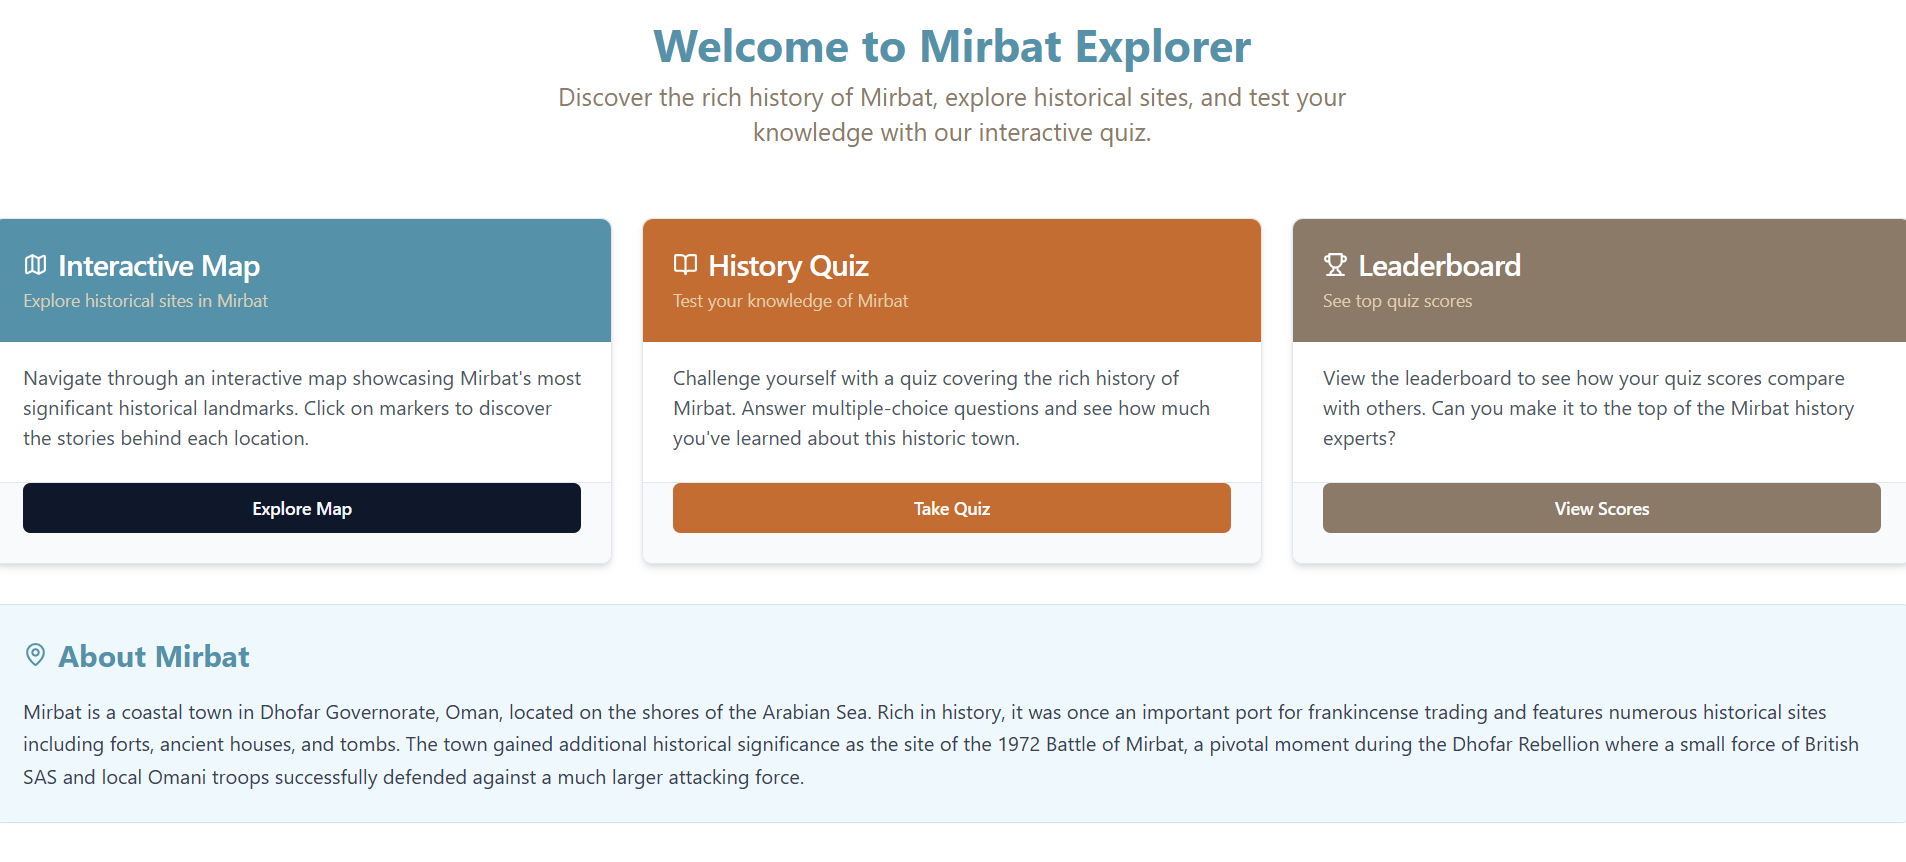 Welcome to Mirbat Explorer
Discover the rich history of Mirbat, explore historical sites, and test your
knowledge with our interactive quiz.
Interactive Map
Explore historical sites in Mirbat
Navigate through an interactive map showcasing Mirbat's most
significant historical landmarks. Click on markers to discover
the stories behind each location.
Explore Map
History Quiz
Test your knowledge of Mirbat
Challenge yourself with a quiz covering the rich history of
Mirbat. Answer multiple-choice questions and see how much
you've learned about this historic town.
Take Quiz
Leaderboard
See top quiz scores
View the leaderboard to see how your quiz scores compare
with others. Can you make it to the top of the Mirbat history
experts?
View Scores
About Mirbat
Mirbat is a coastal town in Dhofar Governorate, Oman, located on the shores of the Arabian Sea. Rich in history, it was once an important port for frankincense trading and features numerous historical sites
including forts, ancient houses, and tombs. The town gained additional historical significance as the site of the 1972 Battle of Mirbat, a pivotal moment during the Dhofar Rebellion where a small force of British
SAS and local Omani troops successfully defended against a much larger attacking force.